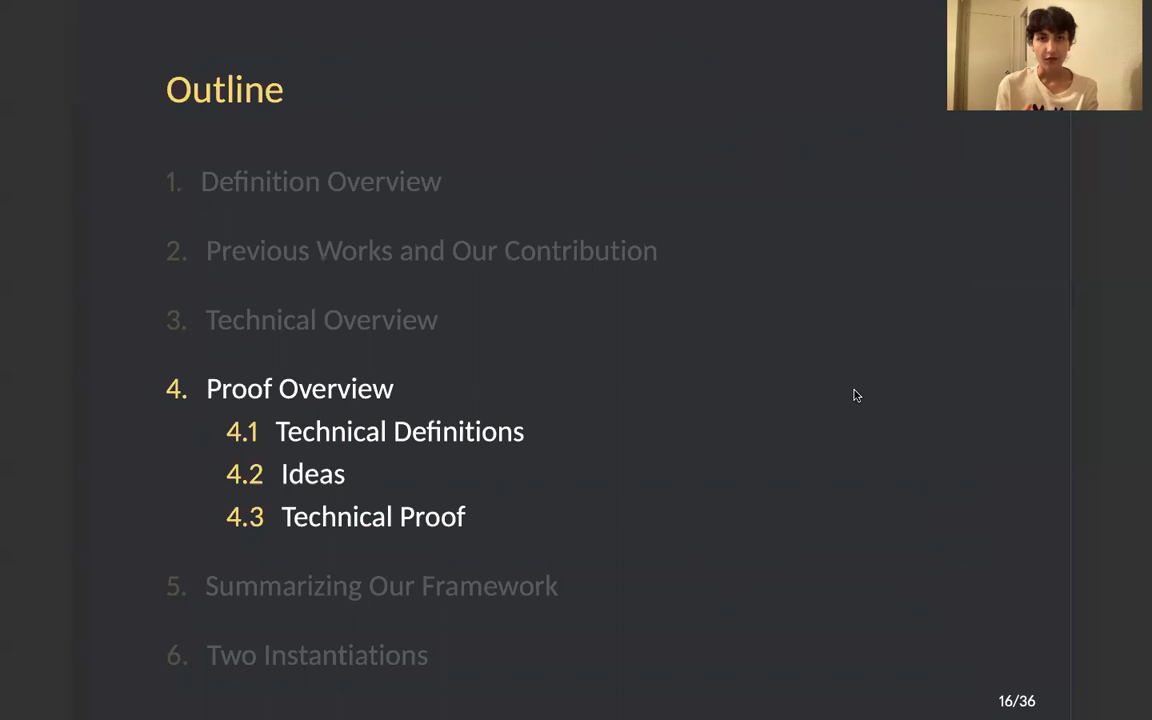 Outline
1. Definition Overview
2. Previous Works and Our Contribution
3. Technical Overview
4. Proof Overview
4.1 Technical Definitions
4.2 Ideas
4.3 Technical Proof
5. Summarizing Our Framework
6. Two Instantiations
16/36